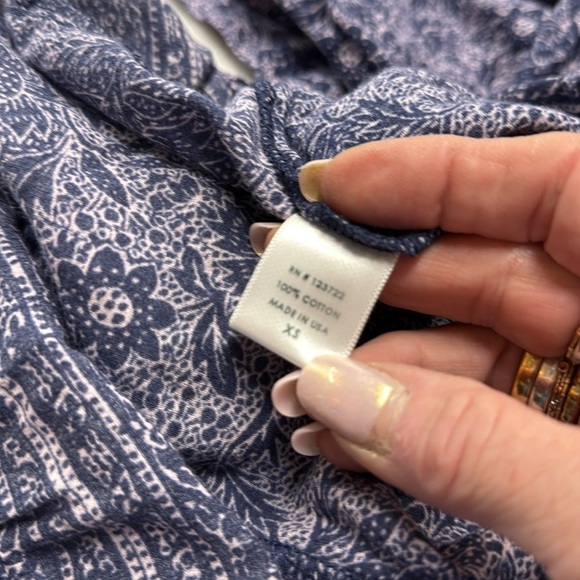 RN # 123722
100% COTTON
MADE IN USA
XS